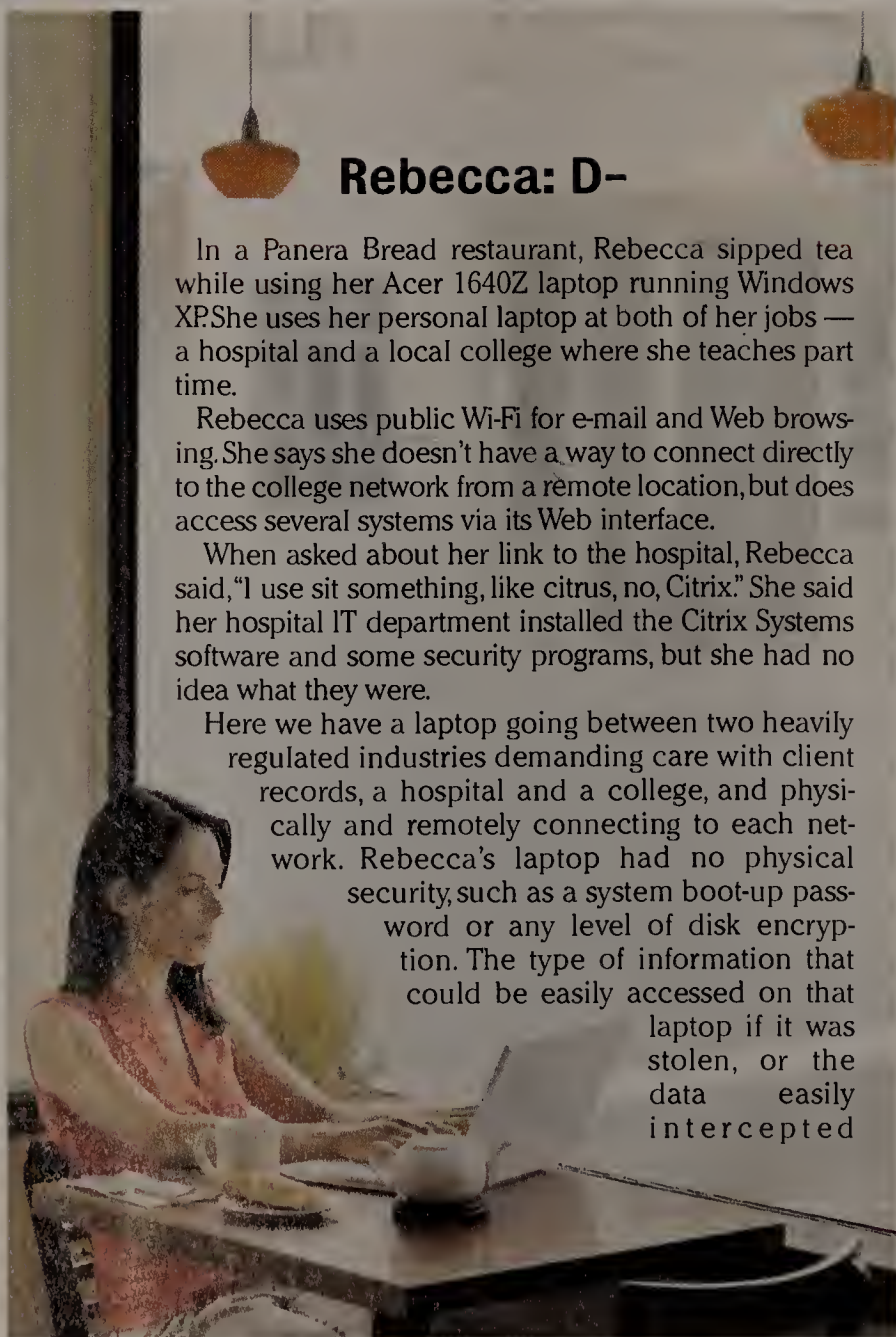 Rebecca: D–
In a Panera Bread restaurant, Rebecca sipped tea
while using her Acer 1640Z laptop running Windows
XP.She uses her personal laptop at both of her jobs —
a hospital and a local college where she teaches part
time.
Rebecca uses public Wi-Fi for e-mail and Web brows-
ing. She says she doesn't have a way to connect directly
to the college network from a remote location, but does
access several systems via its Web interface.
When asked about her link to the hospital, Rebecca
said, "I use sit something, like citrus, no, Citrix." She said
her hospital IT department installed the Citrix Systems
software and some security programs, but she had no
idea what they were.
Here we have a laptop going between two heavily
regulated industries demanding care with client
records, a hospital and a college, and physi-
cally and remotely connecting to each net-
work. Rebecca's laptop had no physical
security, such as a system boot-up pass-
word or any level of disk encryp-
tion. The type of information that
could be easily accessed on that
laptop if it was
stolen, or the
data easily
intercepted